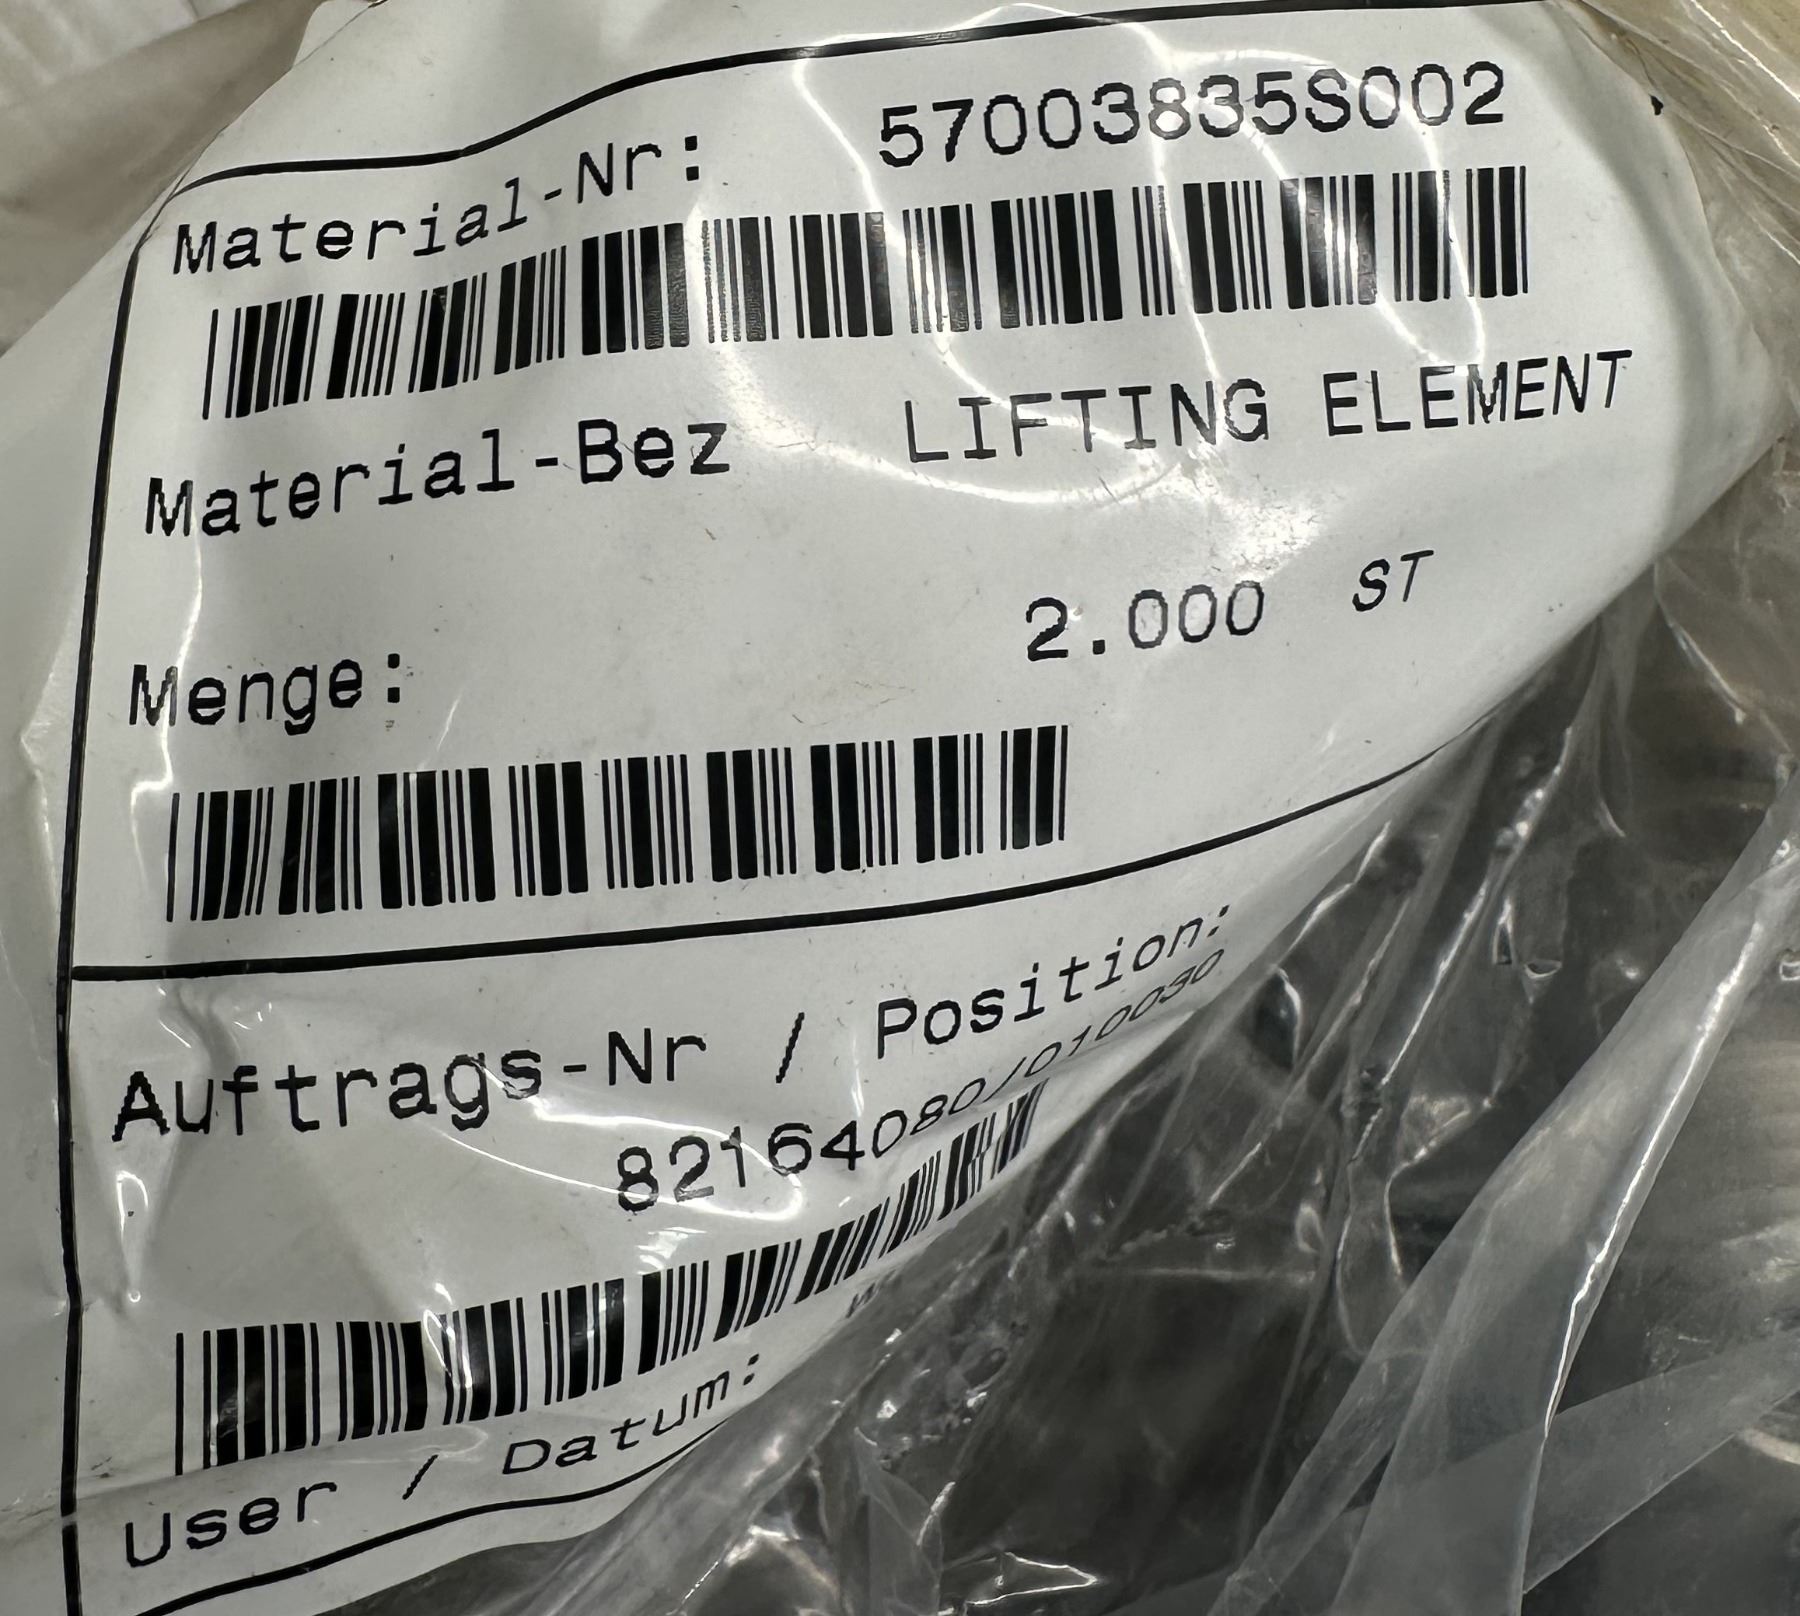 Material-Nr: 57003835S002
Material-Bez LIFTING ELEMENT
Menge: 2.000 ST
Auftrags-Nr / Position:
82164080/010030
User / Datum: